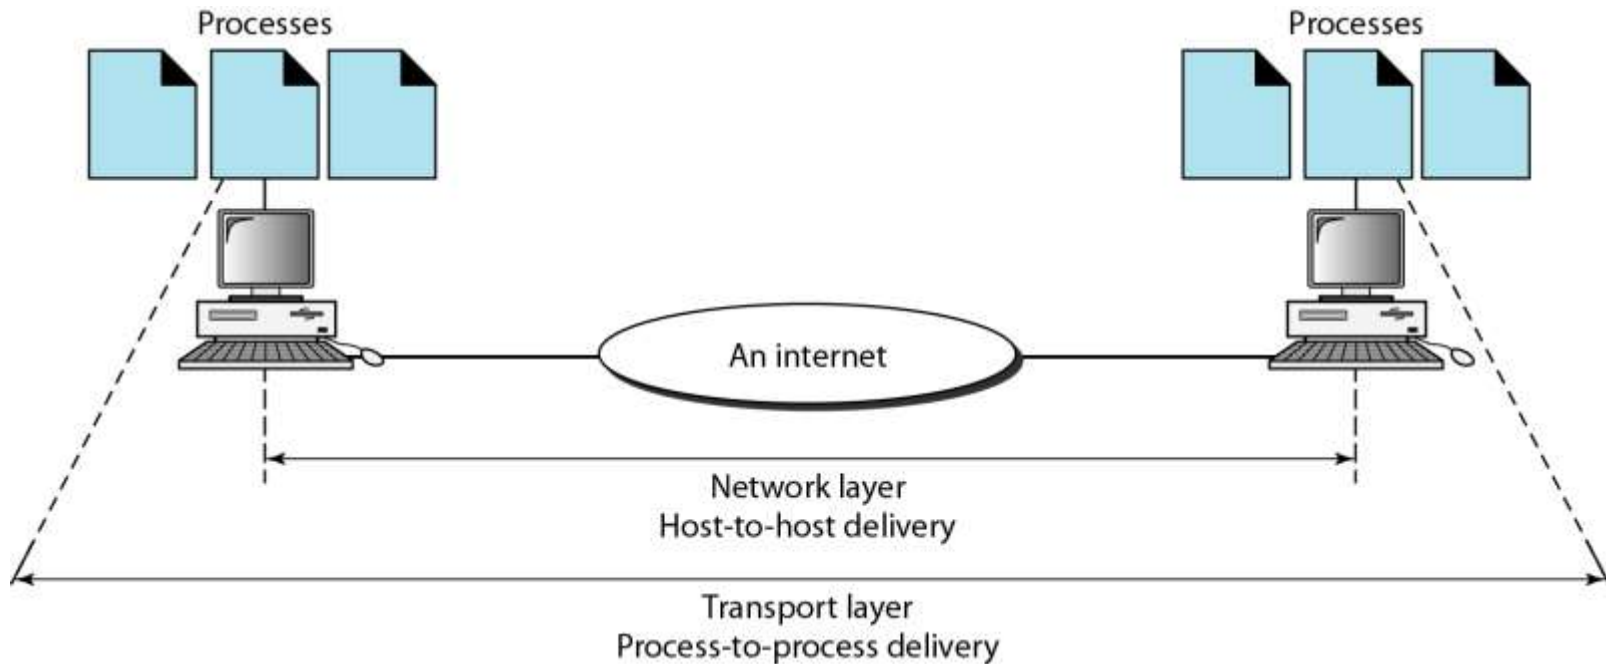 Processes
Processes
An internet
Network layer
Host-to-host delivery
Transport layer
Process-to-process delivery